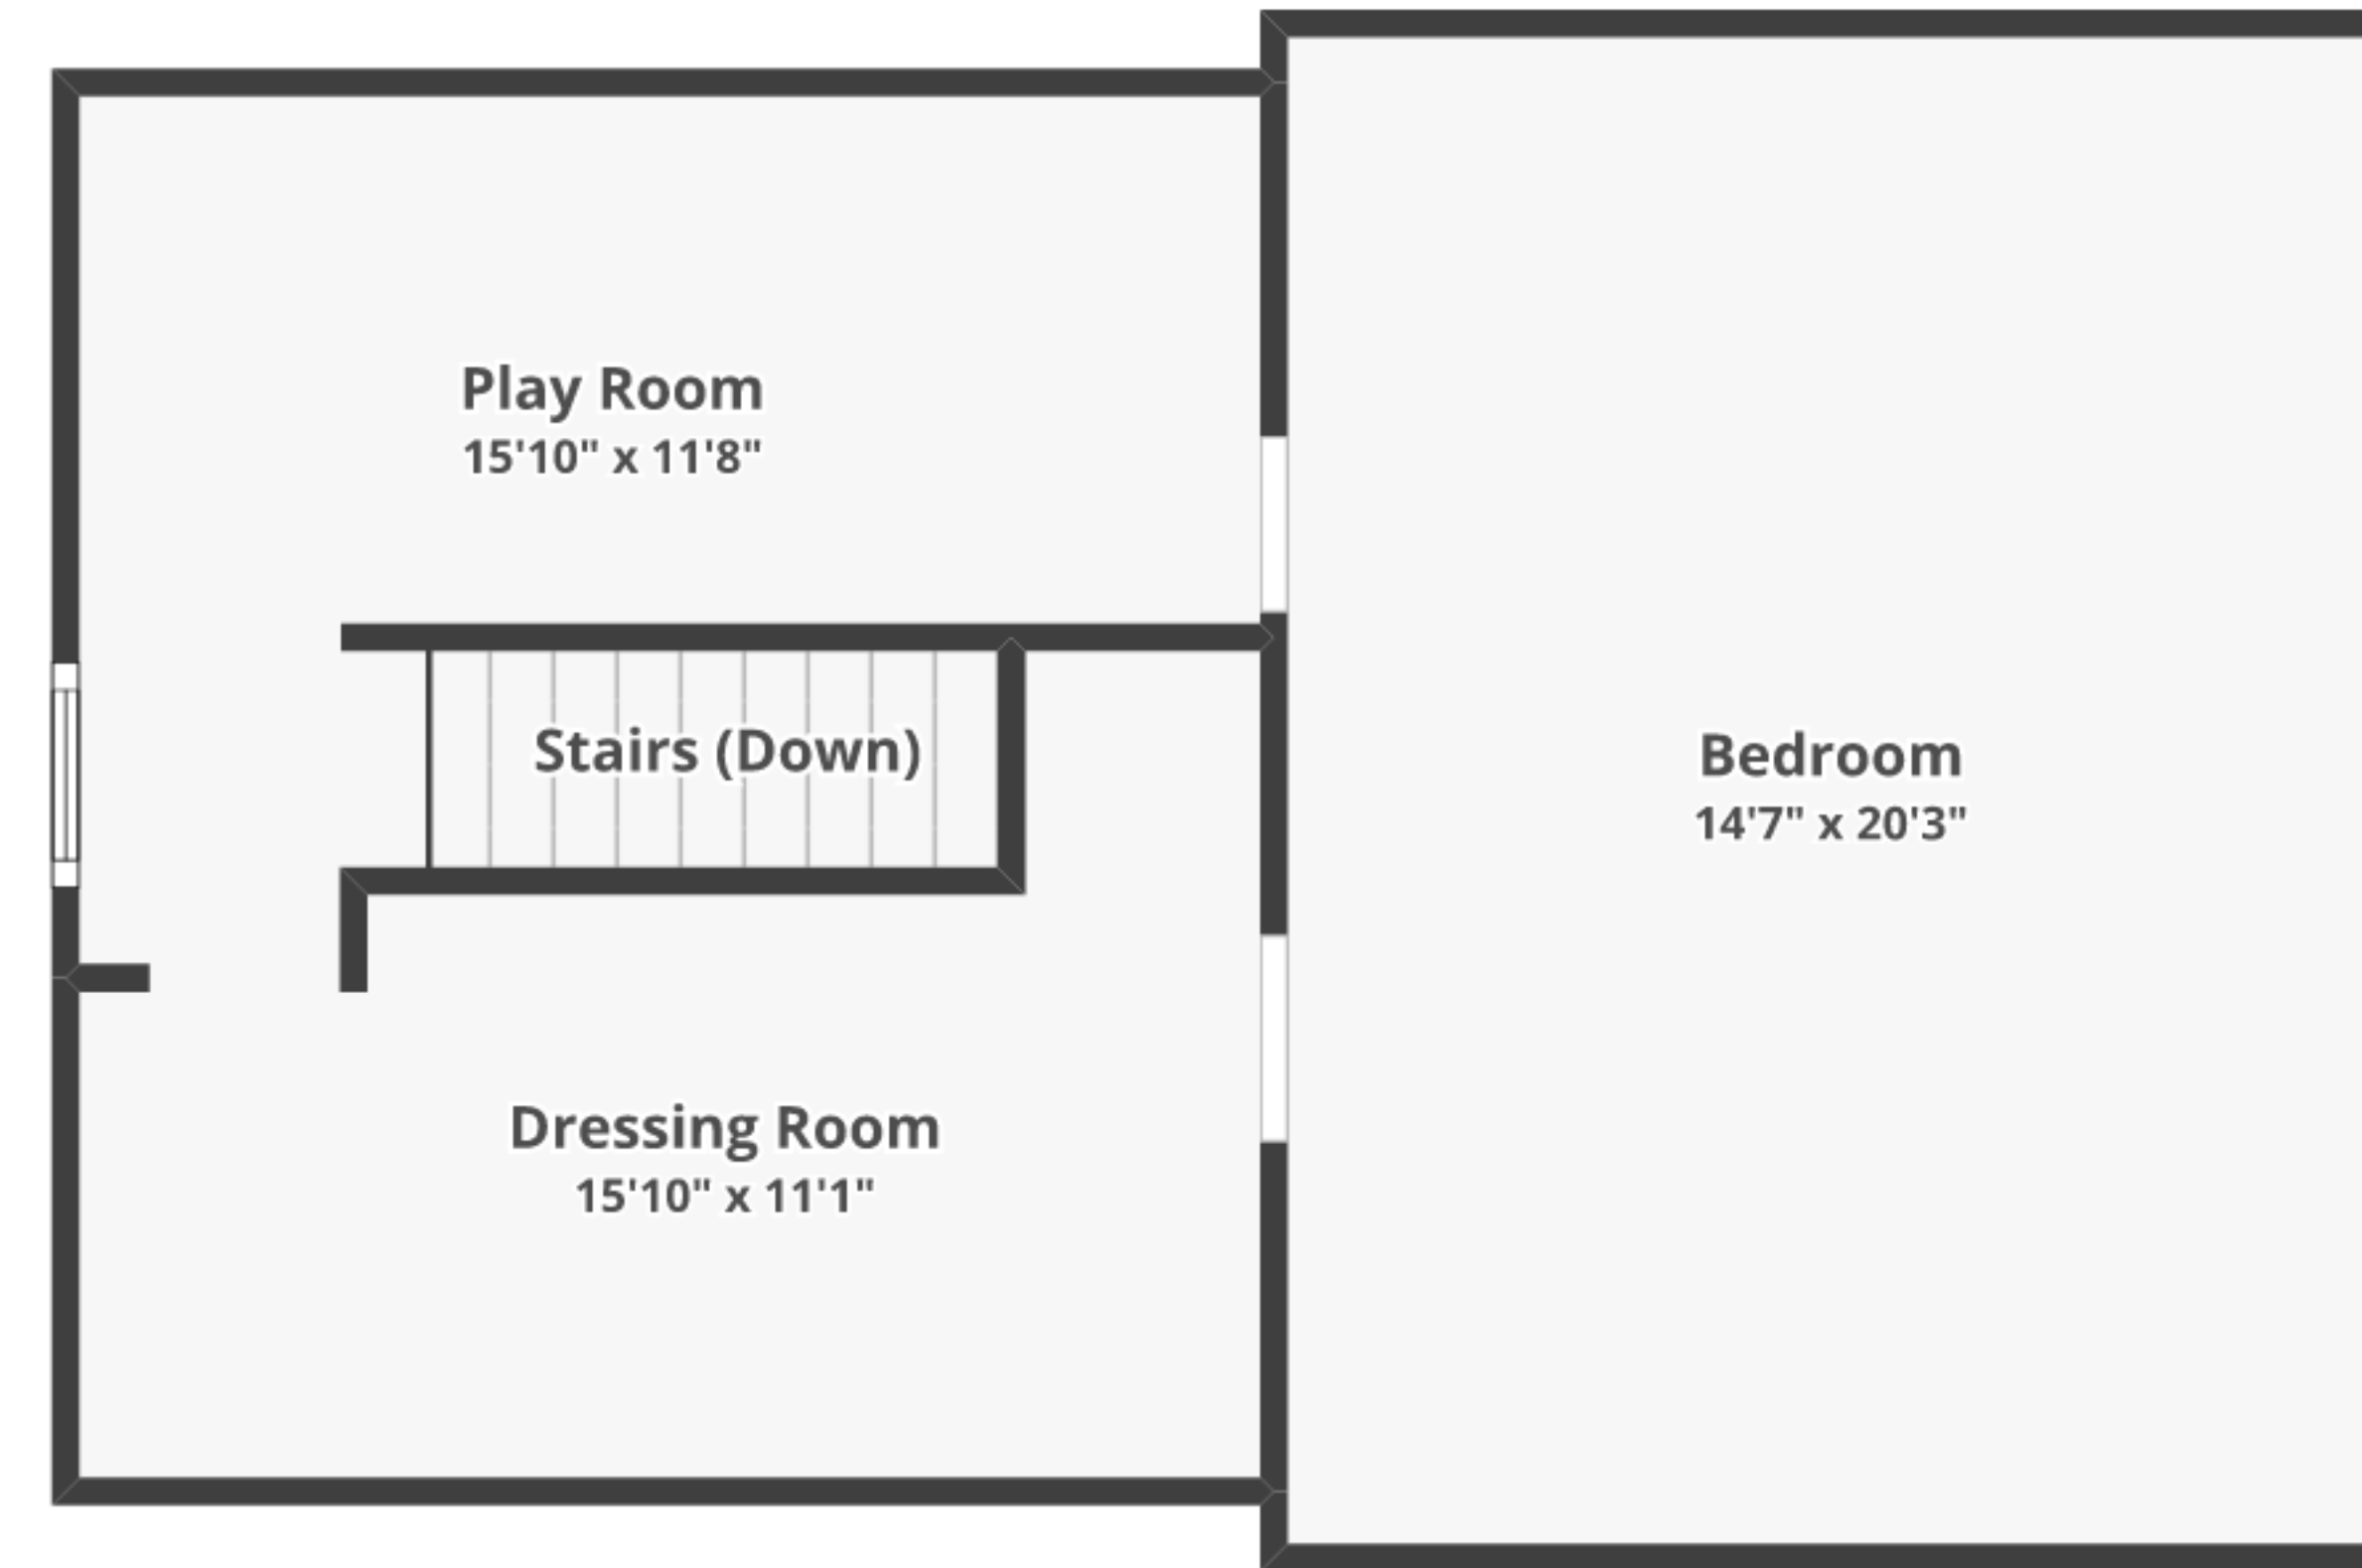 Play Room
15'10" x 11'8"
Stairs (Down)
Bedroom
14'7" x 20'3"
Dressing Room
15'10" x 11'1"